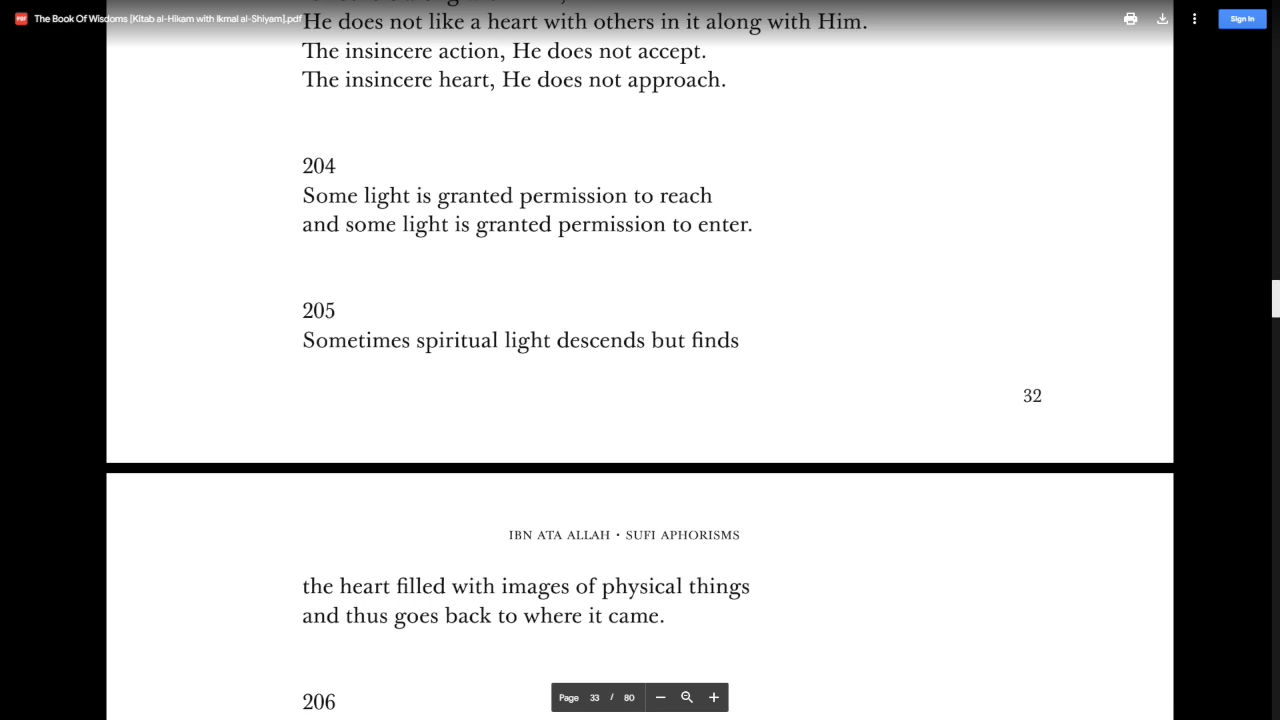 The Book Of Wisdoms [Kitab al-Hikam with Ikmal al-Shiyam].pdf
Sign in
He does not like a heart with others in it along with Him.
The insincere action, He does not accept.
The insincere heart, He does not approach.
204
Some light is granted permission to reach
and some light is granted permission to enter.
205
Sometimes spiritual light descends but finds
32
IBN ATA ALLAH · SUFI APHORISMS
the heart filled with images of physical things
and thus goes back to where it came.
206
Page 33 / 80